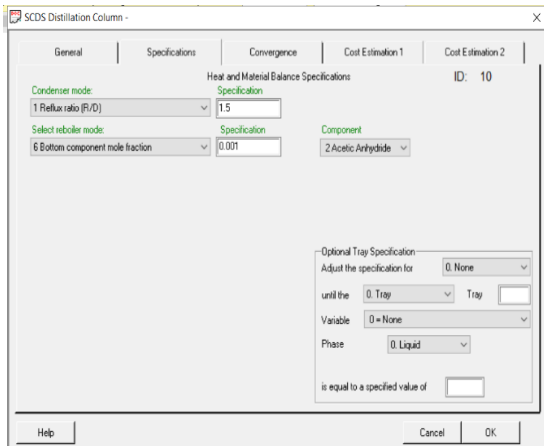 SCDS Distillation Column -
General Specifications Convergence Cost Estimation 1 Cost Estimation 2
Heat and Material Balance Specifications ID: 10
Condenser mode: Specification
1 Reflux ratio (R/D) 1.5
Select reboiler mode: Specification Component
6 Bottom component mole fraction 0.001 2 Acetic Anhydride
Optional Tray Specification
Adjust the specification for 0. None
until the 0. Tray Tray
Variable 0 = None
Phase 0. Liquid
is equal to a specified value of
Help Cancel OK